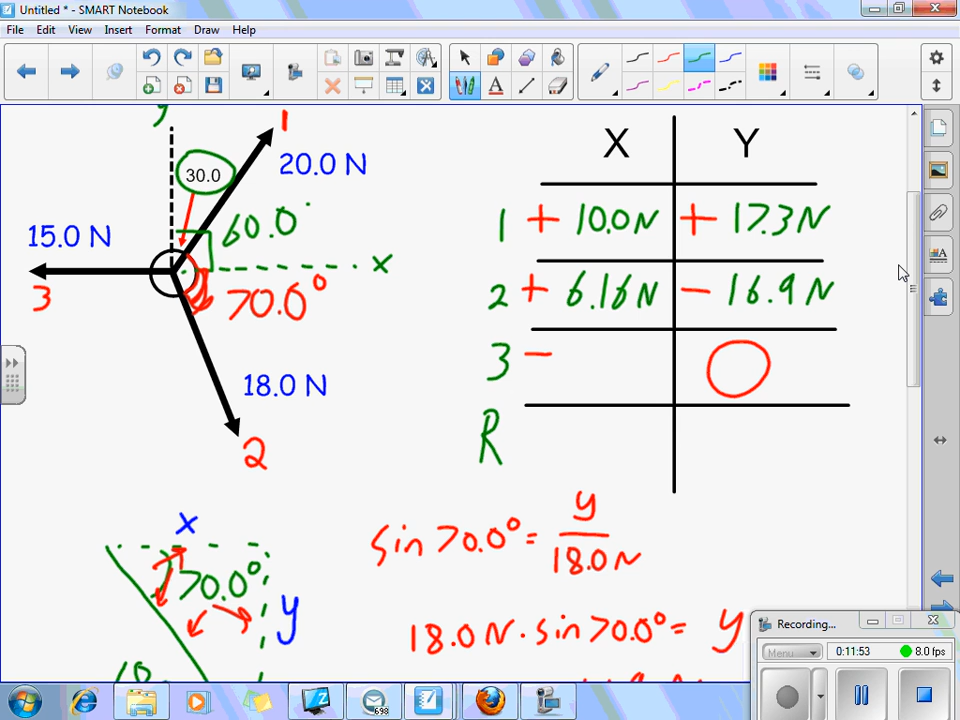 Untitled * - SMART Notebook
File Edit View Insert Format Draw Help
y
1
20.0 N
30.0
60.0°
15.0 N
x
3
70.0°
18.0 N
2
X Y
1 + 10.0N + 17.3N
2 + 6.16N - 16.9N
3 - 0
R
x
70.0°
y
sin 70.0° = y / 18.0N
18.0N · sin 70.0° = y
Recording...
Menu 0:11:53 8.0 fps
698